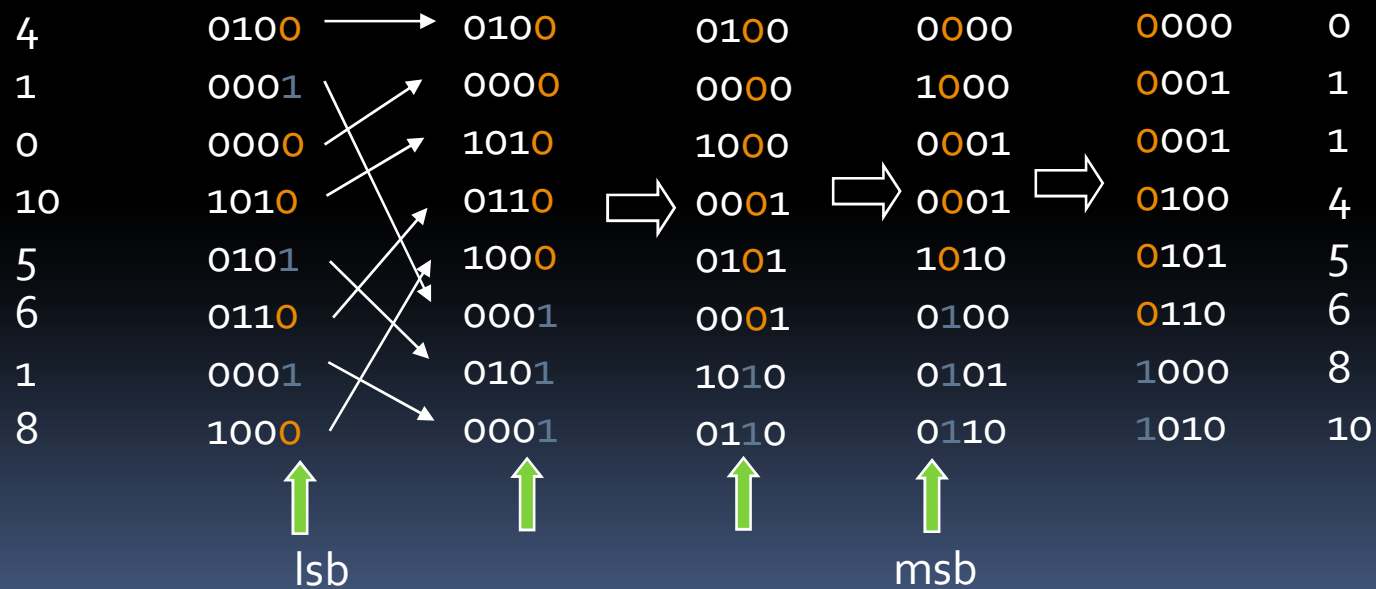 4 0100 0100 0100 0000 0000 0
1 0001 0000 0000 1000 0001 1
0 0000 1010 1000 0001 0001 1
10 1010 0110 0001 0001 0100 4
5 0101 1000 0101 1010 0101 5
6 0110 0001 0001 0100 0110 6
1 0001 0101 1010 0101 1000 8
8 1000 0001 0110 0110 1010 10
lsb msb